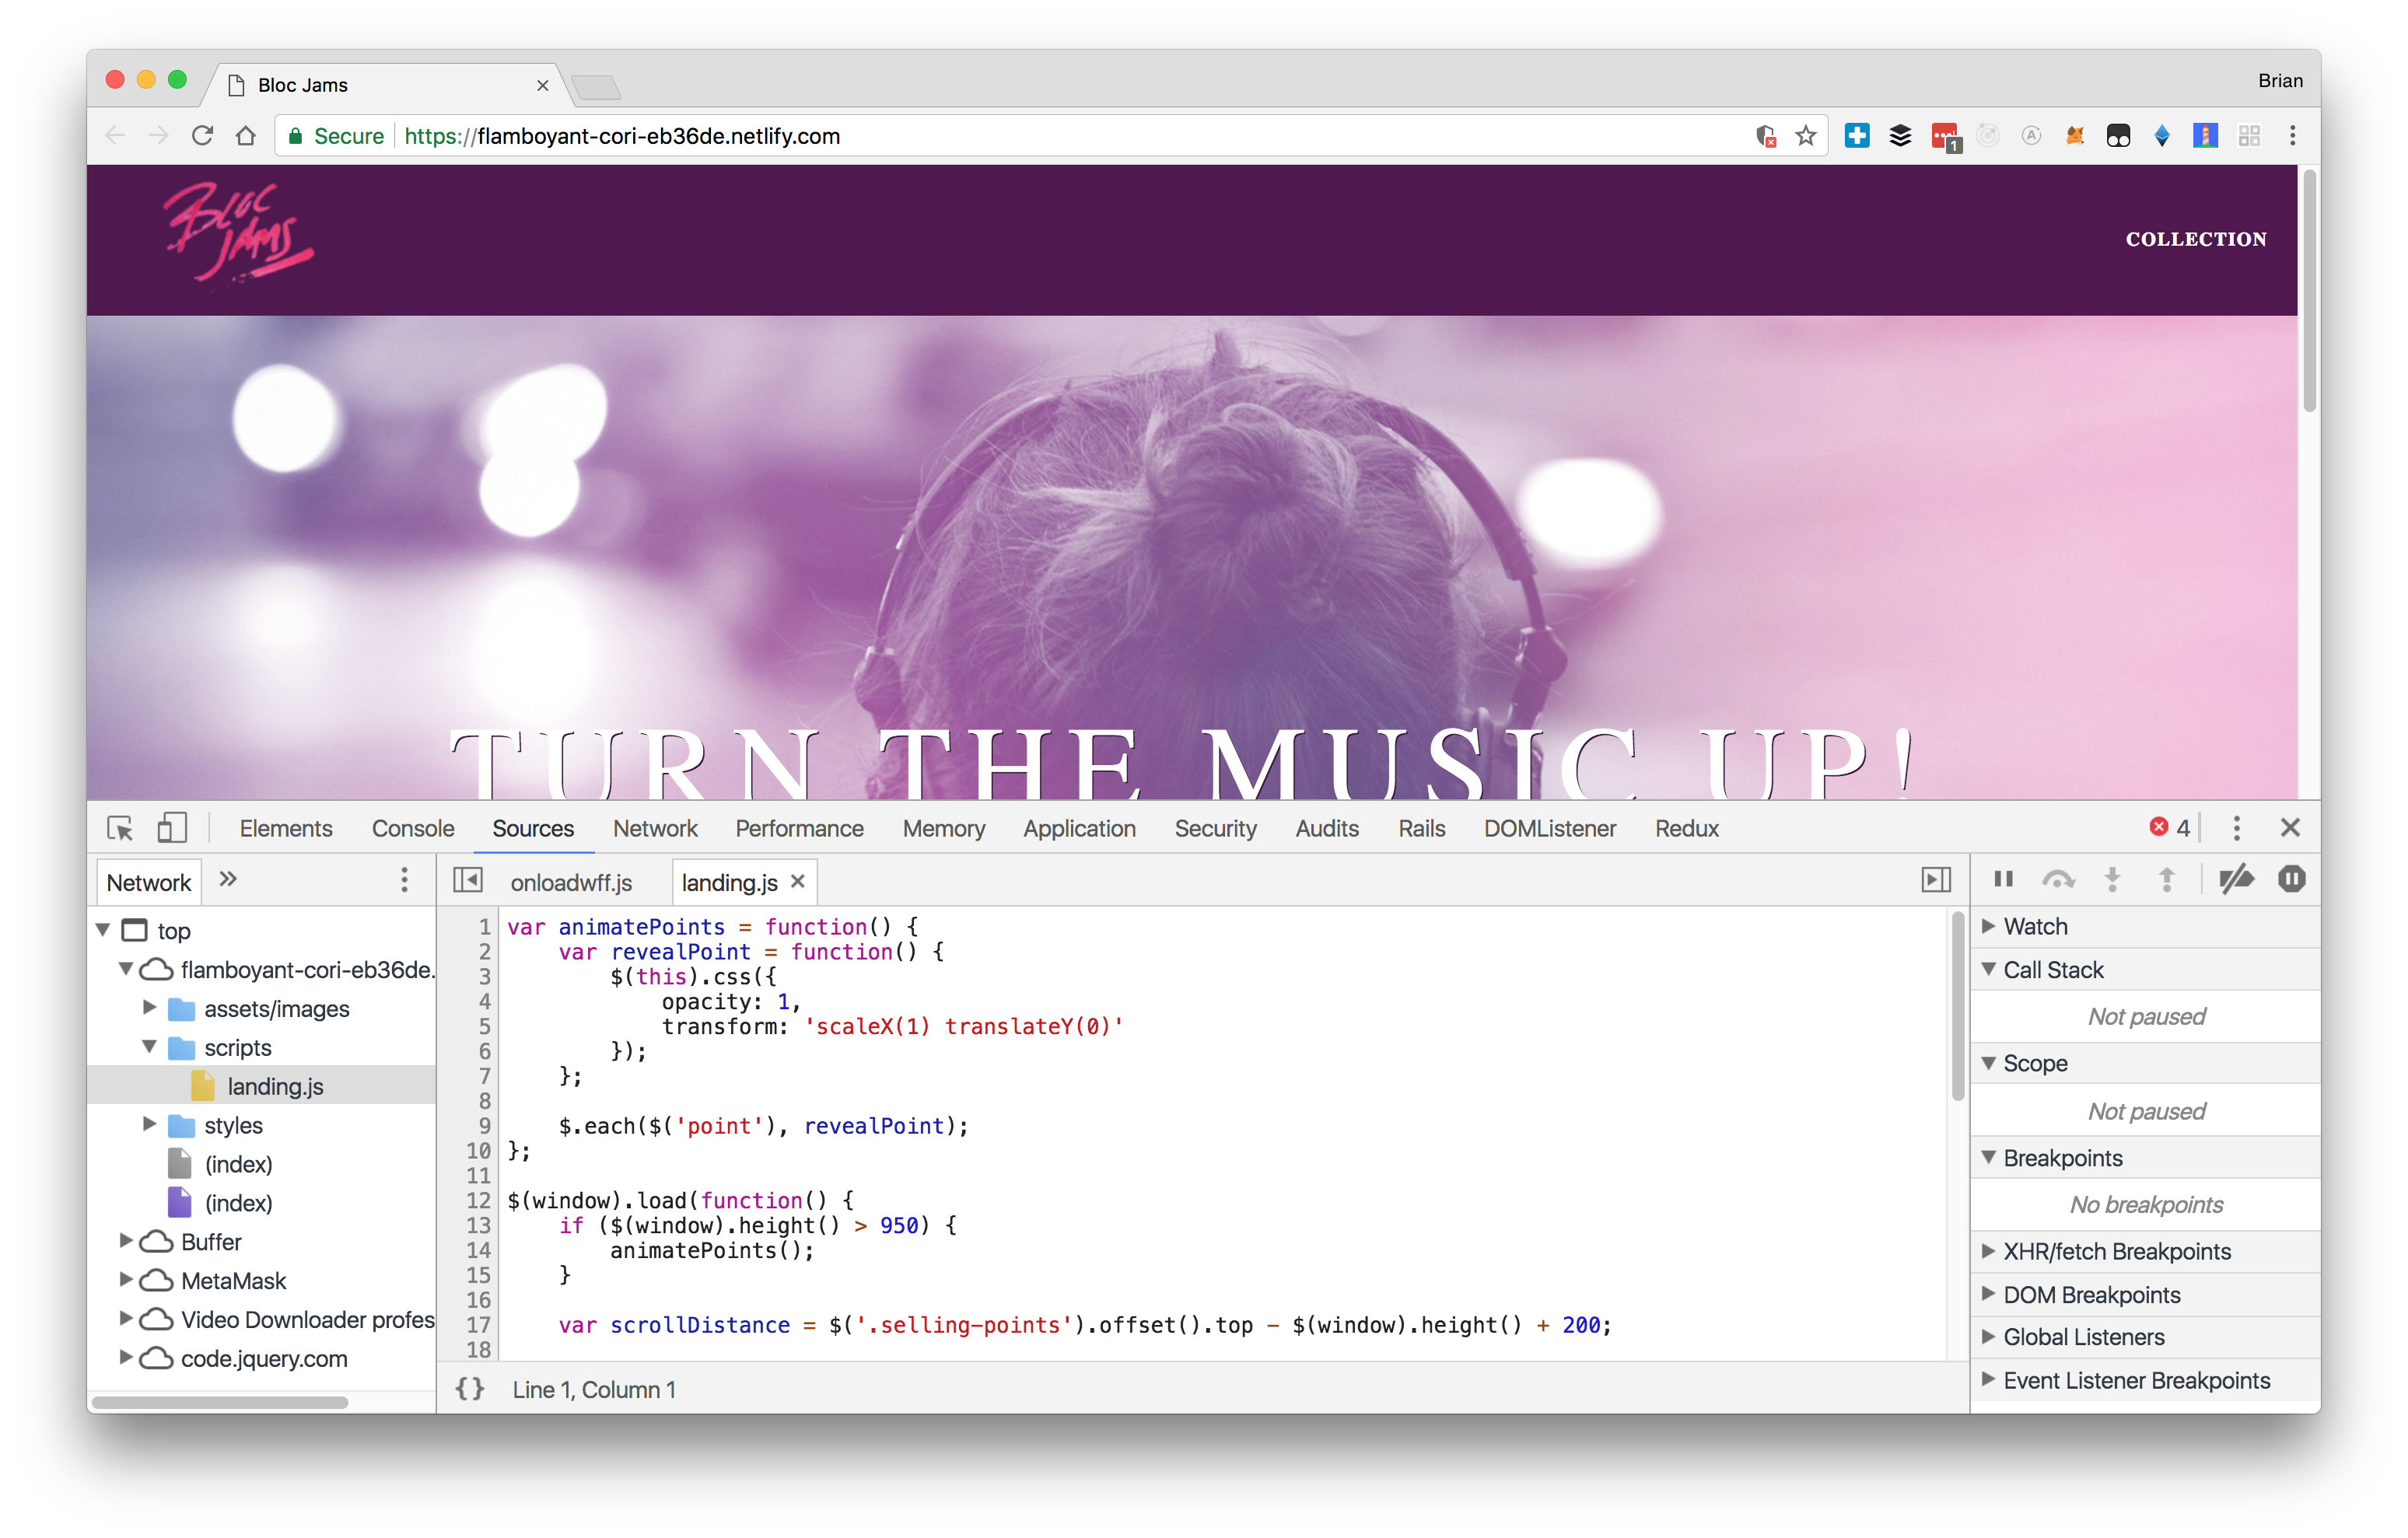 Bloc Jams
Brian
Secure
https://flamboyant-cori-eb36de.netlify.com
1
BLOC JAMS
COLLECTION
TURN THE MUSIC UP!
Elements Console Sources Network Performance Memory Application Security Audits Rails DOMListener Redux 4
Network
onloadwff.js landing.js
top
flamboyant-cori-eb36de.
assets/images
scripts
landing.js
styles
(index)
(index)
Buffer
MetaMask
Video Downloader profes
code.jquery.com
1 var animatePoints = function() {
2     var revealPoint = function() {
3         $(this).css({
4             opacity: 1,
5             transform: 'scaleX(1) translateY(0)'
6         });
7     };
8
9     $.each($('point'), revealPoint);
10 };
11
12 $(window).load(function() {
13     if ($(window).height() > 950) {
14         animatePoints();
15     }
16
17     var scrollDistance = $('.selling-points').offset().top - $(window).height() + 200;
18
{} Line 1, Column 1
Watch
Call Stack
Not paused
Scope
Not paused
Breakpoints
No breakpoints
XHR/fetch Breakpoints
DOM Breakpoints
Global Listeners
Event Listener Breakpoints